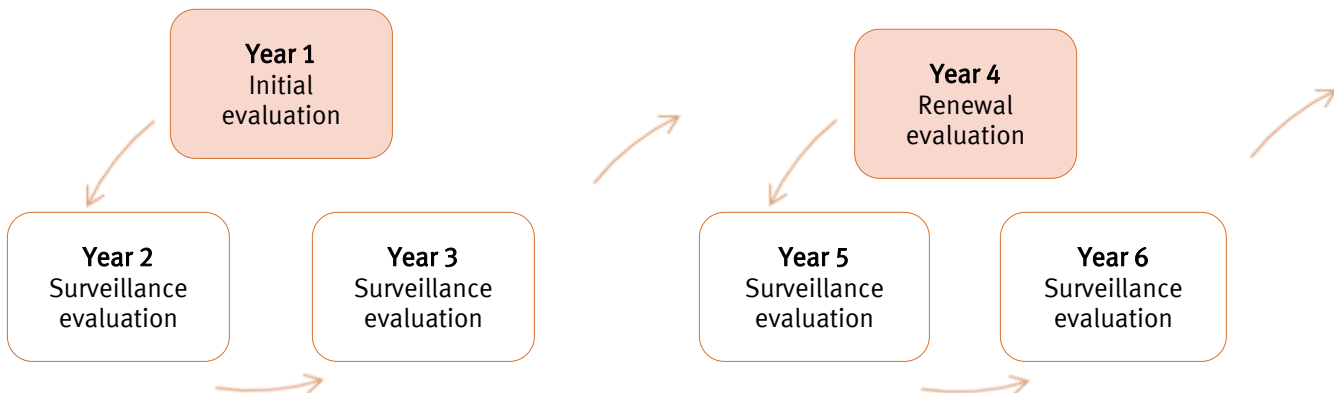 Year 1
Initial
evaluation
Year 2
Surveillance
evaluation
Year 3
Surveillance
evaluation
Year 4
Renewal
evaluation
Year 5
Surveillance
evaluation
Year 6
Surveillance
evaluation